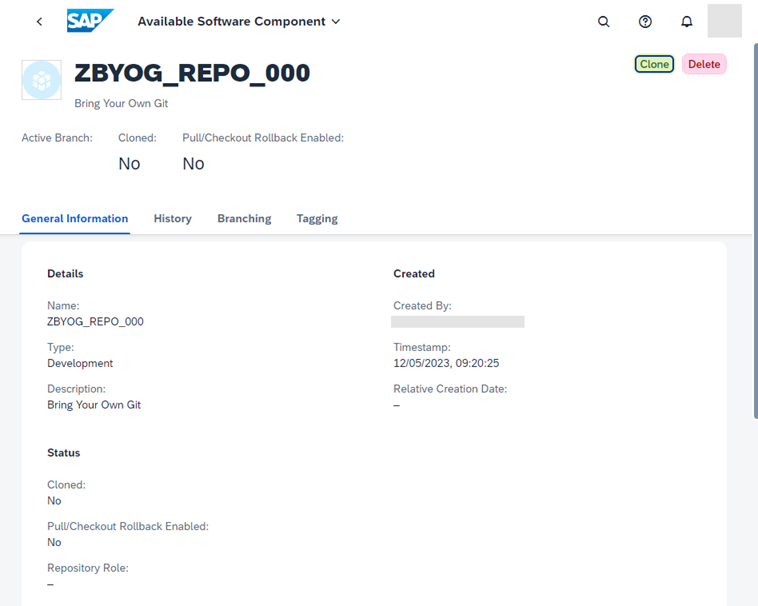 SAP Available Software Component
ZBYOG_REPO_000
Clone Delete
Bring Your Own Git
Active Branch: Cloned: Pull/Checkout Rollback Enabled:
No No
General Information History Branching Tagging
Details
Name:
ZBYOG_REPO_000
Type:
Development
Description:
Bring Your Own Git
Created
Created By:
Timestamp:
12/05/2023, 09:20:25
Relative Creation Date:
–
Status
Cloned:
No
Pull/Checkout Rollback Enabled:
No
Repository Role:
–